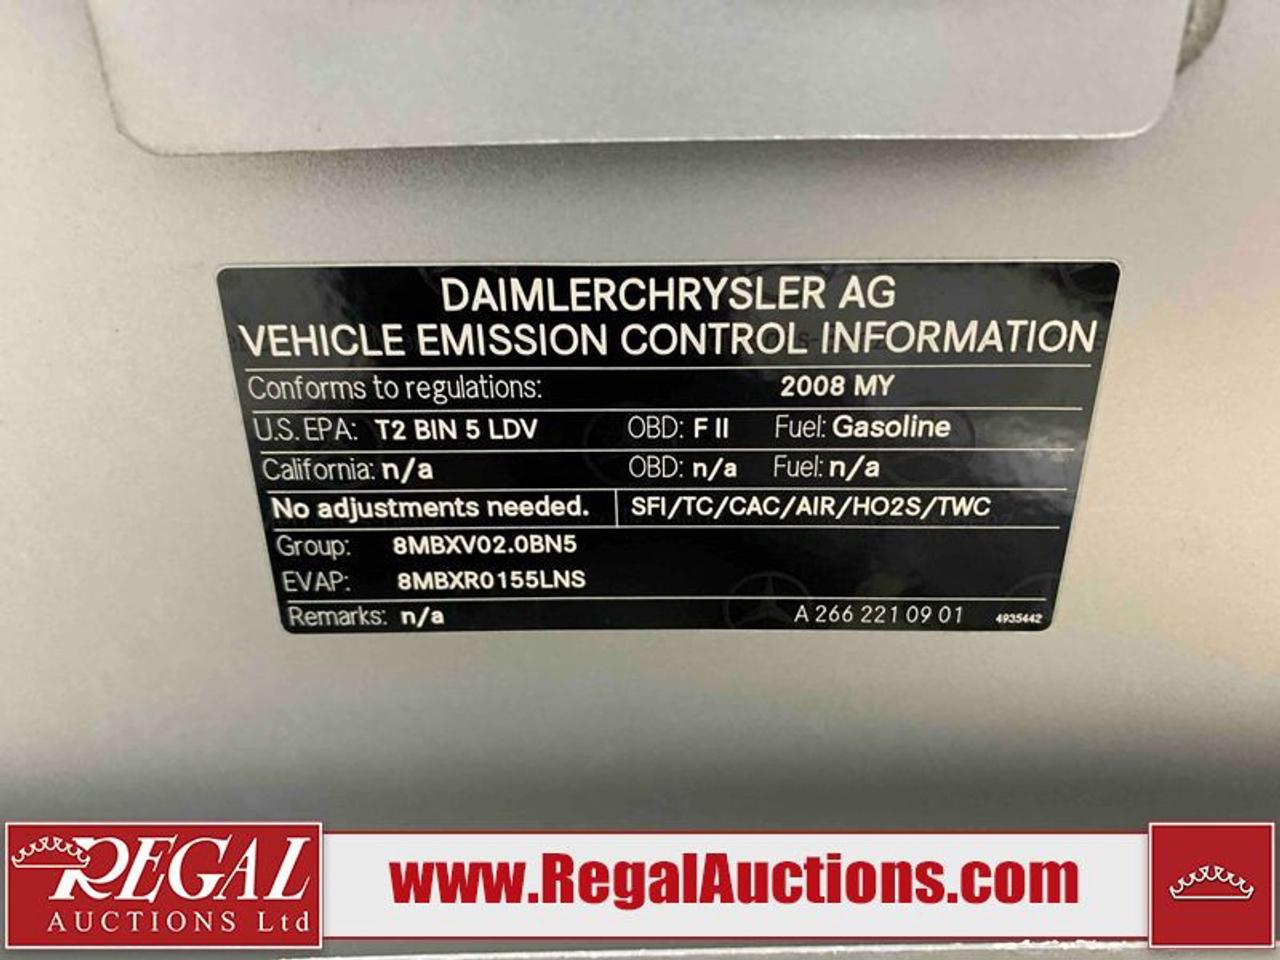 DAIMLERCHRYSLER AG
VEHICLE EMISSION CONTROL INFORMATION
Conforms to regulations: 2008 MY
U.S. EPA: T2 BIN 5 LDV OBD: F II Fuel: Gasoline
California: n/a OBD: n/a Fuel: n/a
No adjustments needed. SFI/TC/CAC/AIR/HO2S/TWC
Group: 8MBXV02.0BN5
EVAP: 8MBXR0155LNS
Remarks: n/a A 266 221 09 01 4935442
REGAL
AUCTIONS Ltd
www.RegalAuctions.com